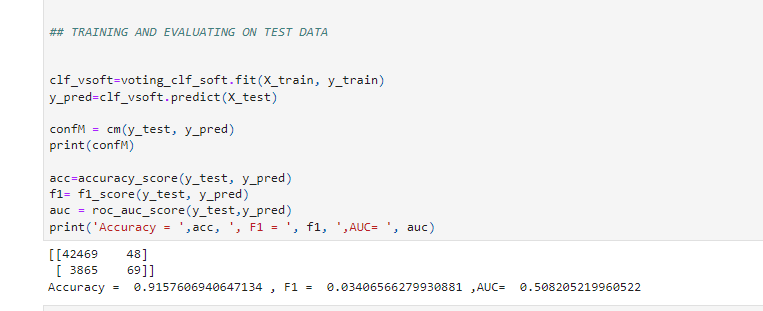 ## TRAINING AND EVALUATING ON TEST DATA
clf_vsoft=voting_clf_soft.fit(X_train, y_train)
y_pred=clf_vsoft.predict(X_test)
confM = cm(y_test, y_pred)
print(confM)
acc=accuracy_score(y_test, y_pred)
f1= f1_score(y_test, y_pred)
auc = roc_auc_score(y_test,y_pred)
print('Accuracy = ',acc, ', F1 = ', f1, ',AUC= ', auc)
[[42469    48]
 [ 3865    69]]
Accuracy =  0.9157606940647134 , F1 =  0.03406566279930881 ,AUC=  0.508205219960522